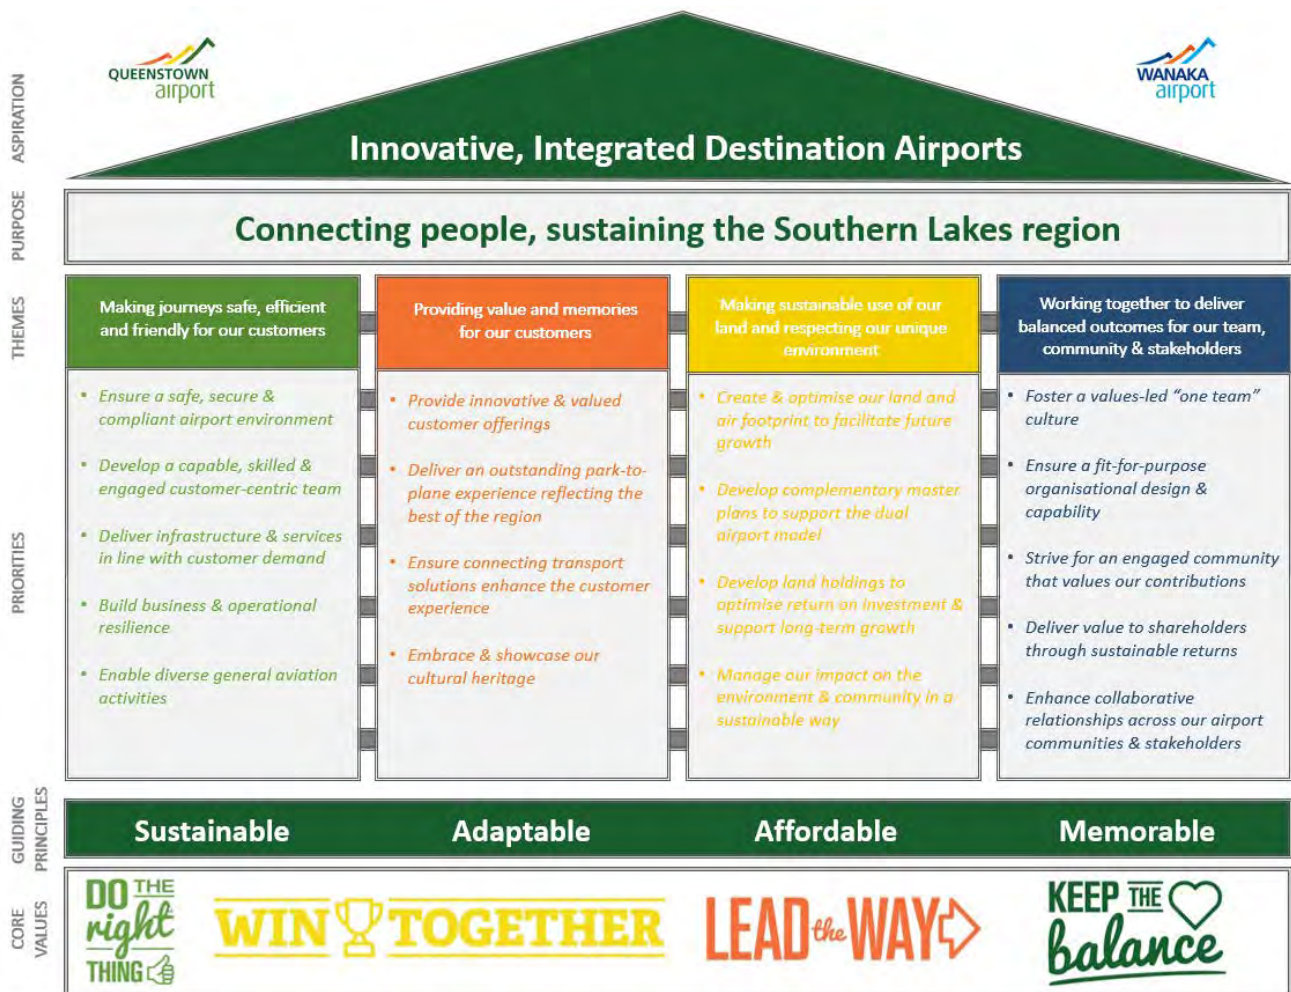 QUEENSTOWN
airport
WANAKA
airport
ASPIRATION
Innovative, Integrated Destination Airports
PURPOSE
Connecting people, sustaining the Southern Lakes region
THEMES
Making journeys safe, efficient
and friendly for our customers
Providing value and memories
for our customers
Making sustainable use of our
land and respecting our unique
environment
Working together to deliver
balanced outcomes for our team,
community & stakeholders
PRIORITIES
• Ensure a safe, secure &
compliant airport environment
• Develop a capable, skilled &
engaged customer-centric team
• Deliver infrastructure & services
in line with customer demand
• Build business & operational
resilience
• Enable diverse general aviation
activities
• Provide innovative & valued
customer offerings
• Deliver an outstanding park-to-
plane experience reflecting the
best of the region
• Ensure connecting transport
solutions enhance the customer
experience
• Embrace & showcase our
cultural heritage
• Create & optimise our land and
air footprint to facilitate future
growth
• Develop complementary master
plans to support the dual
airport model
• Develop land holdings to
optimise return on investment &
support long-term growth
• Manage our impact on the
environment & community in a
sustainable way
• Foster a values-led “one team”
culture
• Ensure a fit-for-purpose
organisational design &
capability
• Strive for an engaged community
that values our contributions
• Deliver value to shareholders
through sustainable returns
• Enhance collaborative
relationships across our airport
communities & stakeholders
GUIDING
PRINCIPLES
Sustainable
Adaptable
Affordable
Memorable
CORE
VALUES
DO THE
right
THING
WIN TOGETHER
LEAD the WAY
KEEP THE
balance